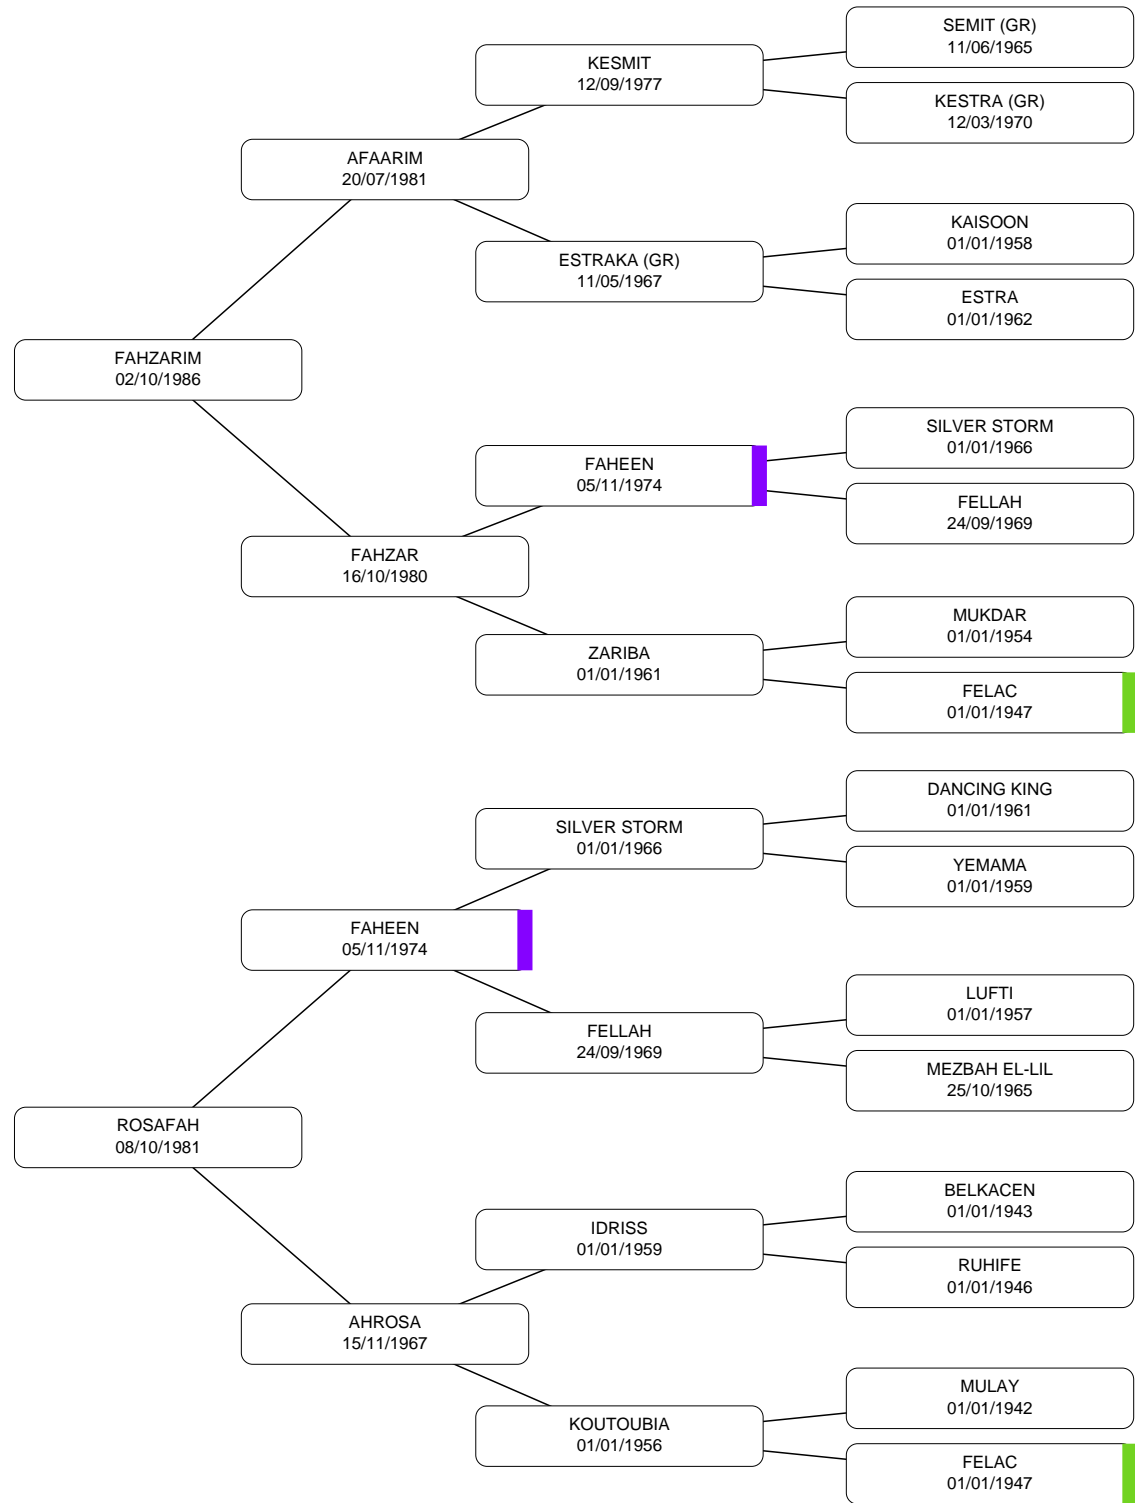 SEMIT (GR)
11/06/1965
KESMIT
12/09/1977
KESTRA (GR)
12/03/1970
AFAARIM
20/07/1981
KAISOON
01/01/1958
ESTRAKA (GR)
11/05/1967
ESTRA
01/01/1962
FAHZARIM
02/10/1986
SILVER STORM
01/01/1966
FAHEEN
05/11/1974
FELLAH
24/09/1969
FAHZAR
16/10/1980
MUKDAR
01/01/1954
ZARIBA
01/01/1961
FELAC
01/01/1947
DANCING KING
01/01/1961
SILVER STORM
01/01/1966
YEMAMA
01/01/1959
FAHEEN
05/11/1974
LUFTI
01/01/1957
FELLAH
24/09/1969
MEZBAH EL-LIL
25/10/1965
ROSAFAH
08/10/1981
BELKACEN
01/01/1943
IDRISS
01/01/1959
RUHIFE
01/01/1946
AHROSA
15/11/1967
MULAY
01/01/1942
KOUTOUBIA
01/01/1956
FELAC
01/01/1947